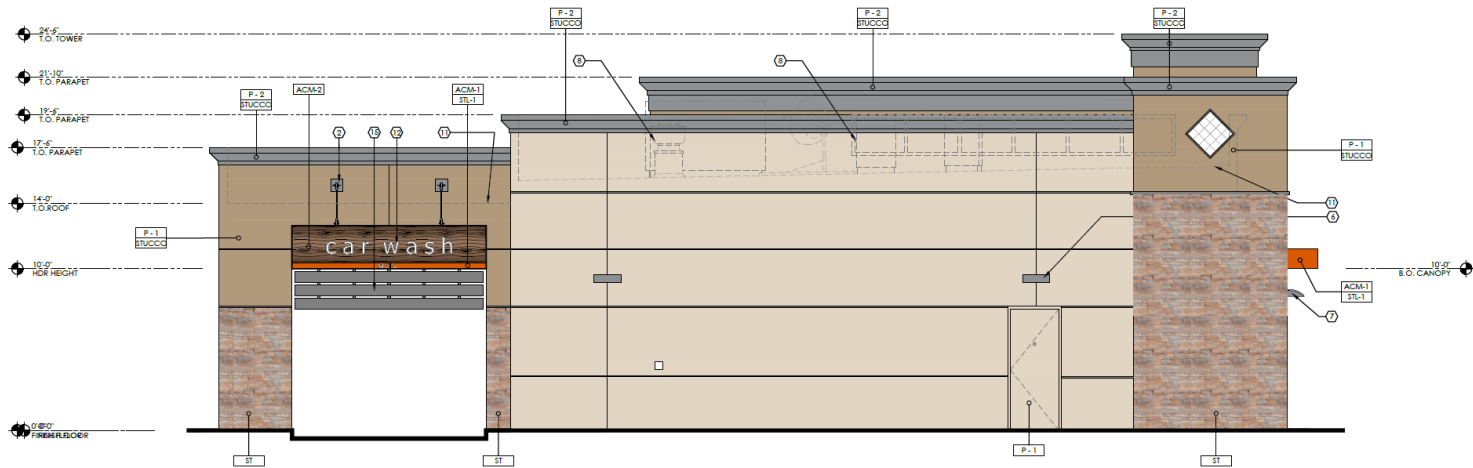 24'-6"
T.O. TOWER
21'-10"
T.O. PARAPET
19'-6"
T.O. PARAPET
17'-6"
T.O. PARAPET
14'-0"
T.O.ROOF
10'-0"
HDR HEIGHT
P - 2
STUCCO
P - 2
STUCCO
P - 2
STUCCO
P - 2
STUCCO
ACM-2
ACM-1
STL-1
8
8
2
15
12
11
P - 1
STUCCO
car wash
P - 1
STUCCO
11
6
10'-0"
B.O. CANOPY
ACM-1
STL-1
7
ST
ST
P - 1
ST